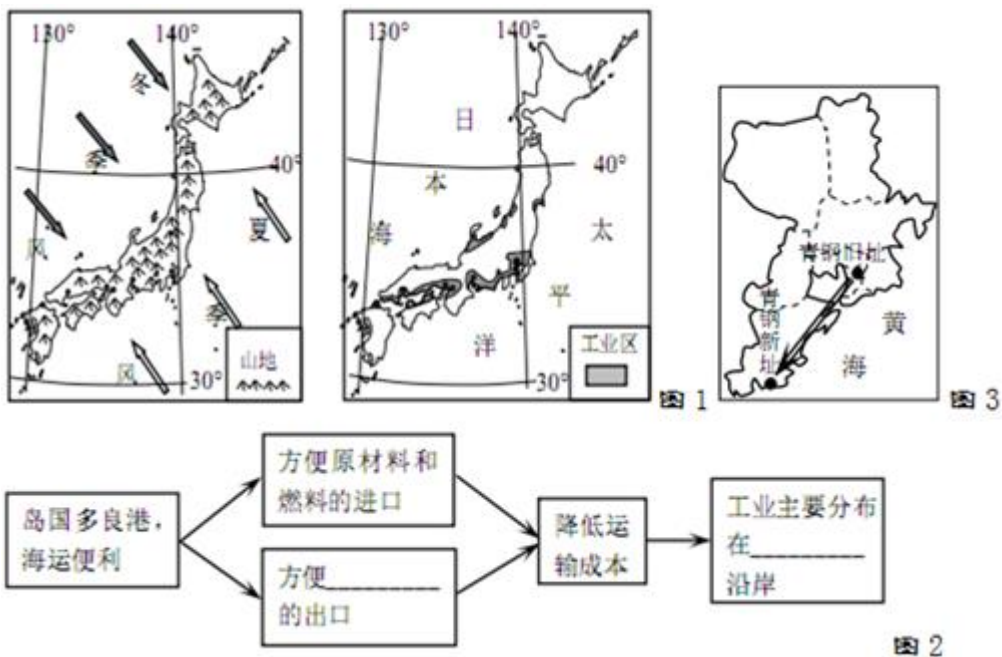 130°
140°
冬
季
风
40°
夏
季
风
30°
山地
130°
140°
日
本
海
40°
太
平
洋
30°
工业区
图 1
青钢旧址
青
钢
新
址
黄
海
图 3
岛国多良港，
海运便利
方便原材料和
燃料的进口
方便__________
的出口
降低运
输成本
工业主要分布
在__________
沿岸
图 2